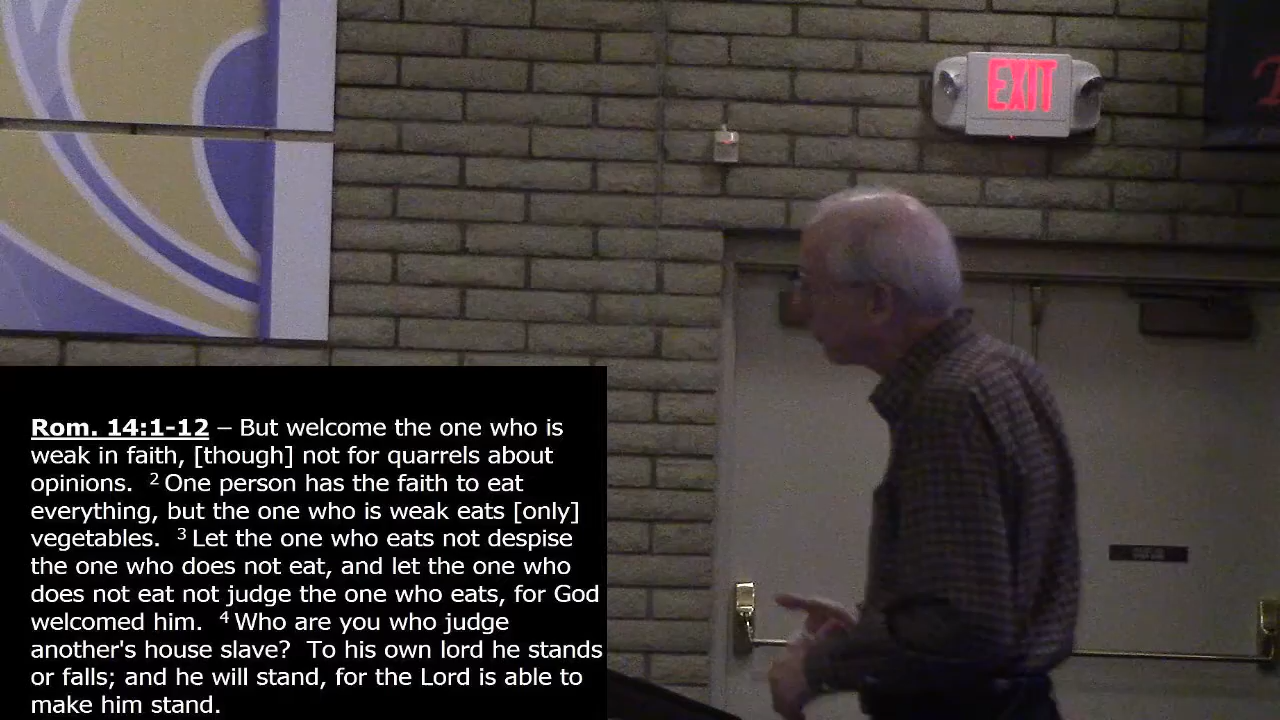 EXIT
Rom. 14:1-12 – But welcome the one who is
weak in faith, [though] not for quarrels about
opinions. ² One person has the faith to eat
everything, but the one who is weak eats [only]
vegetables. ³ Let the one who eats not despise
the one who does not eat, and let the one who
does not eat not judge the one who eats, for God
welcomed him. ⁴ Who are you who judge
another's house slave? To his own lord he stands
or falls; and he will stand, for the Lord is able to
make him stand.